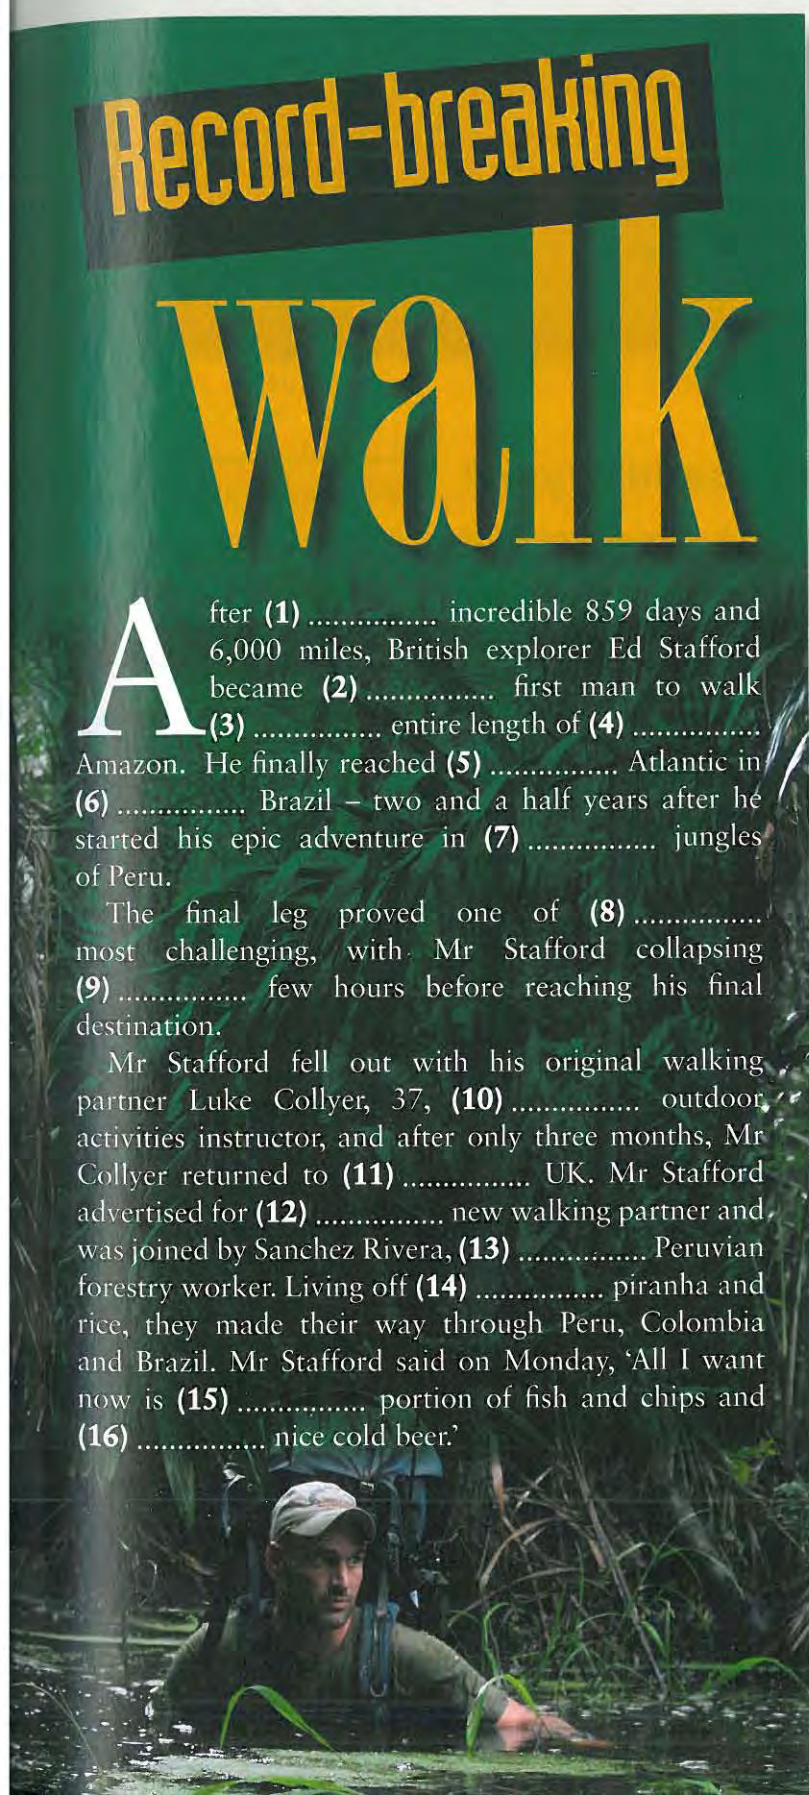 Record-breaking
walk
After (1) ................ incredible 859 days and
6,000 miles, British explorer Ed Stafford
became (2) ................ first man to walk
(3) ................ entire length of (4) ................
Amazon. He finally reached (5) ................ Atlantic in
(6) ................ Brazil – two and a half years after he
started his epic adventure in (7) ................ jungles
of Peru.
The final leg proved one of (8) ................
most challenging, with Mr Stafford collapsing
(9) ................ few hours before reaching his final
destination.
Mr Stafford fell out with his original walking
partner Luke Collyer, 37, (10) ................ outdoor
activities instructor, and after only three months, Mr
Collyer returned to (11) ................ UK. Mr Stafford
advertised for (12) ................ new walking partner and
was joined by Sanchez Rivera, (13) ................ Peruvian
forestry worker. Living off (14) ................ piranha and
rice, they made their way through Peru, Colombia
and Brazil. Mr Stafford said on Monday, ‘All I want
now is (15) ................ portion of fish and chips and
(16) ................ nice cold beer.’